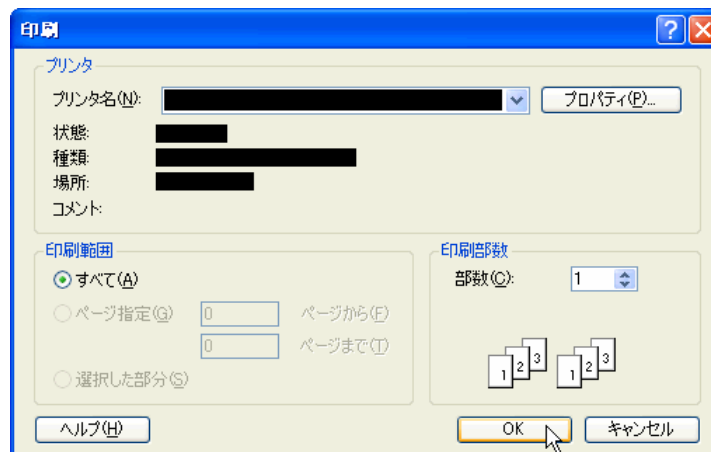 印刷
プリンタ
プリンタ名(N):
プロパティ(P)...
状態:
種類:
場所:
コメント:
印刷範囲
すべて(A)
ページ指定(G) 0 ページから(F)
0 ページまで(T)
選択した部分(S)
印刷部数
部数(C): 1
1 2 3 1 2 3
ヘルプ(H)
OK
キャンセル